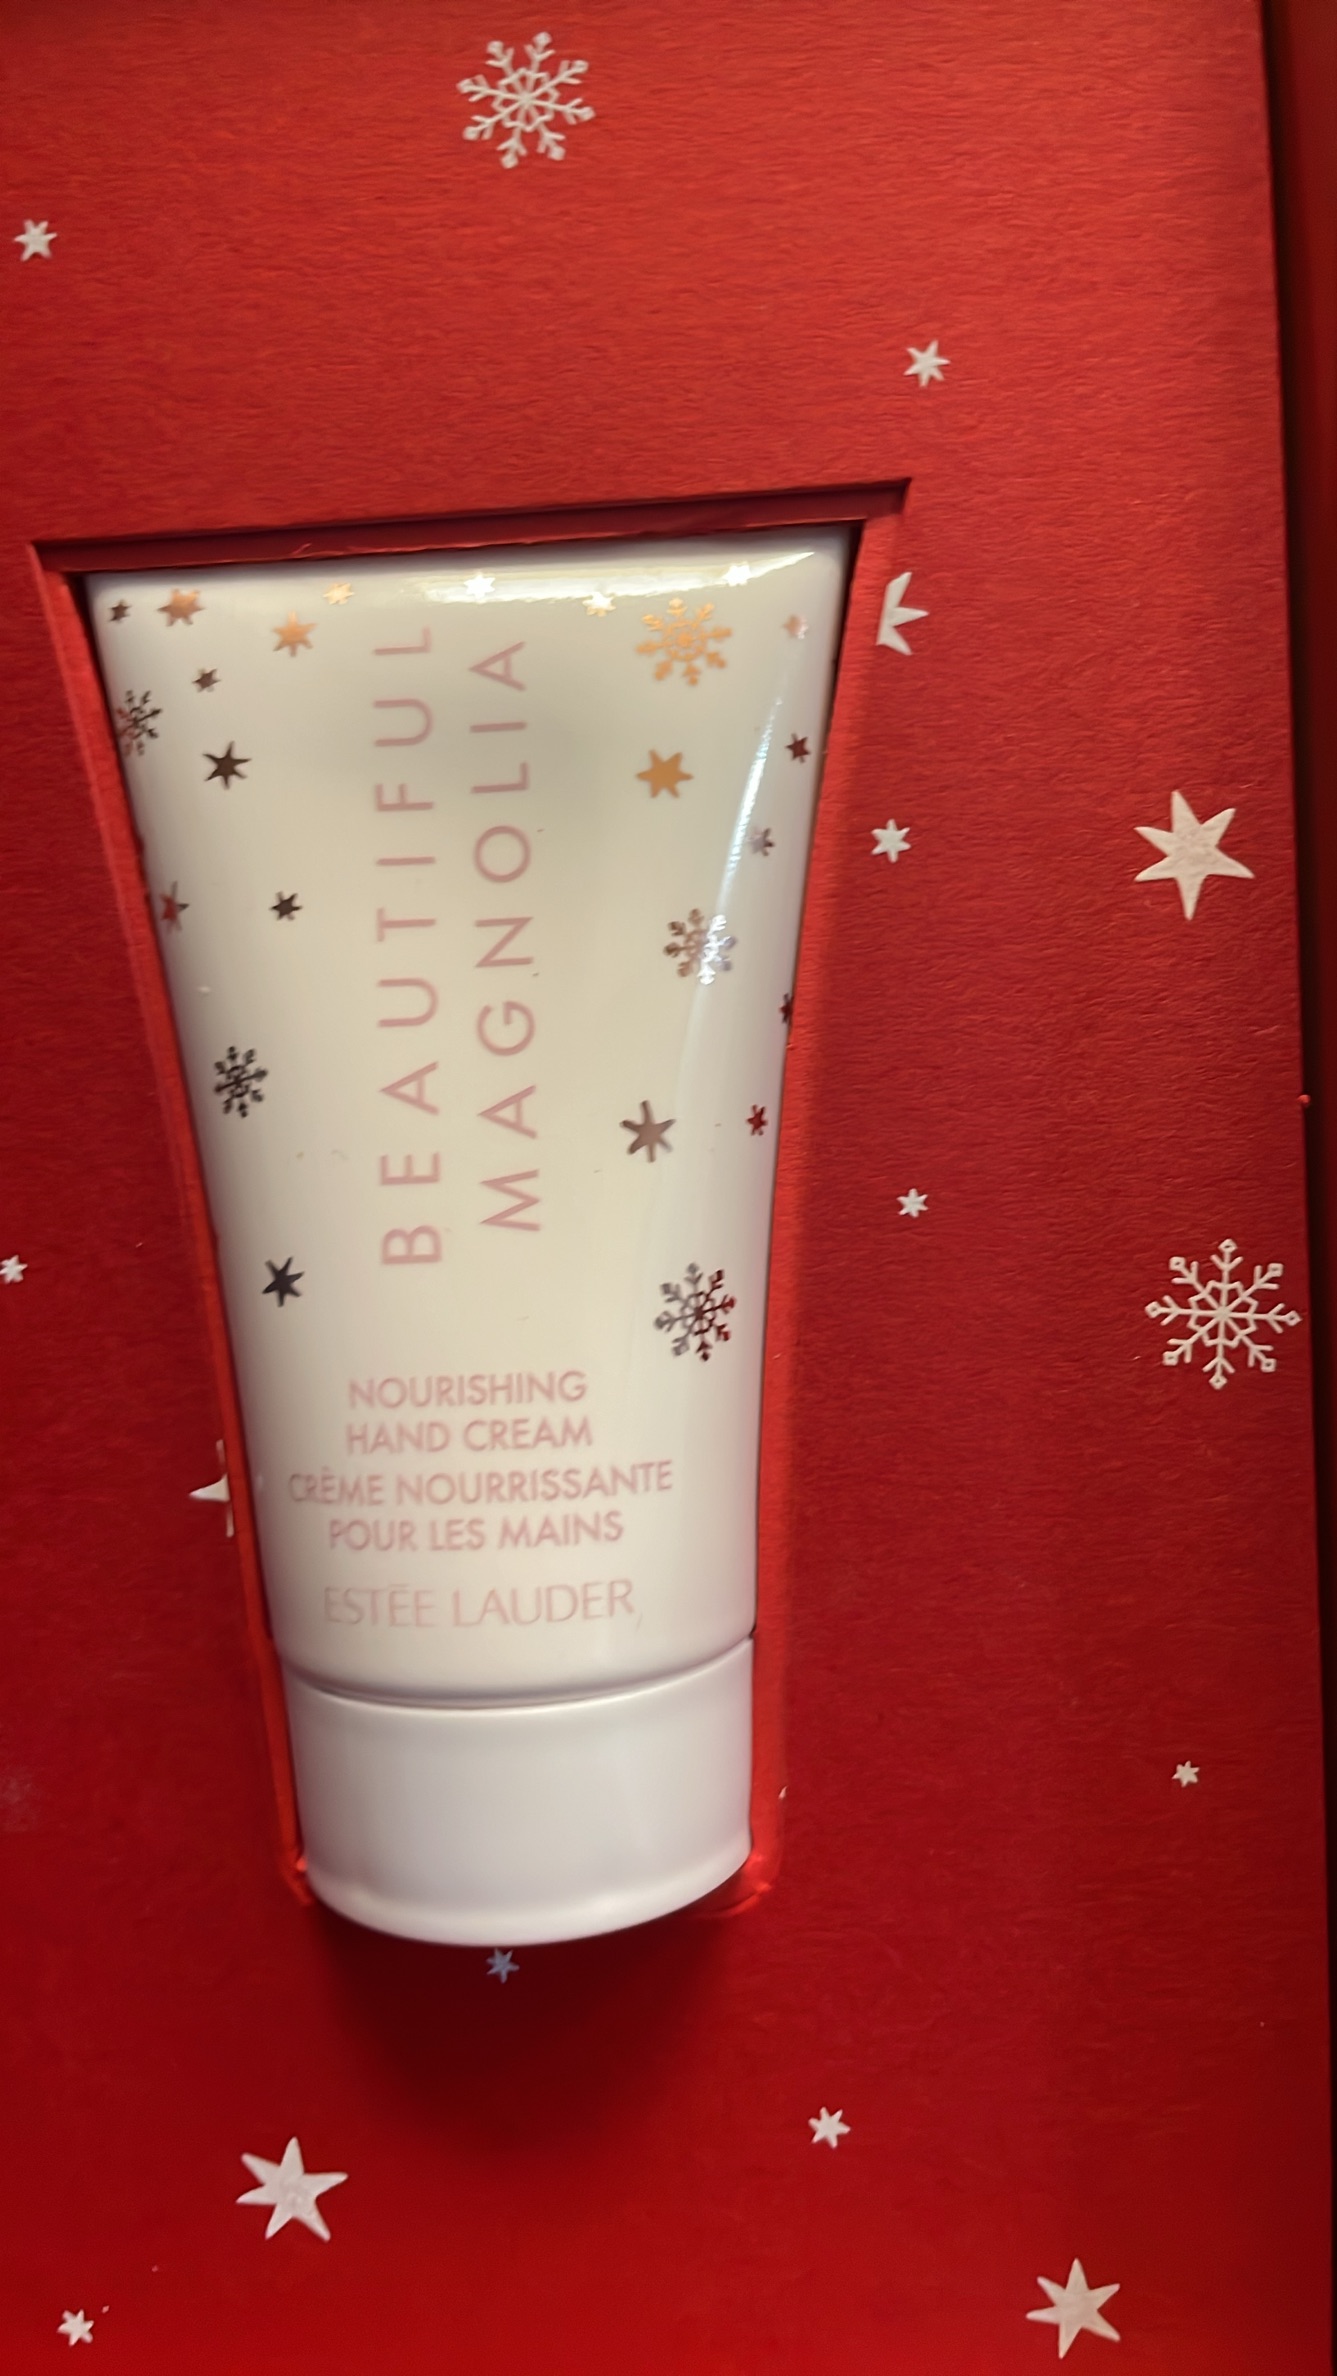 BEAUTIFUL
MAGNOLIA
NOURISHING
HAND CREAM
CRÈME NOURRISSANTE
POUR LES MAINS
ESTĒE LAUDER